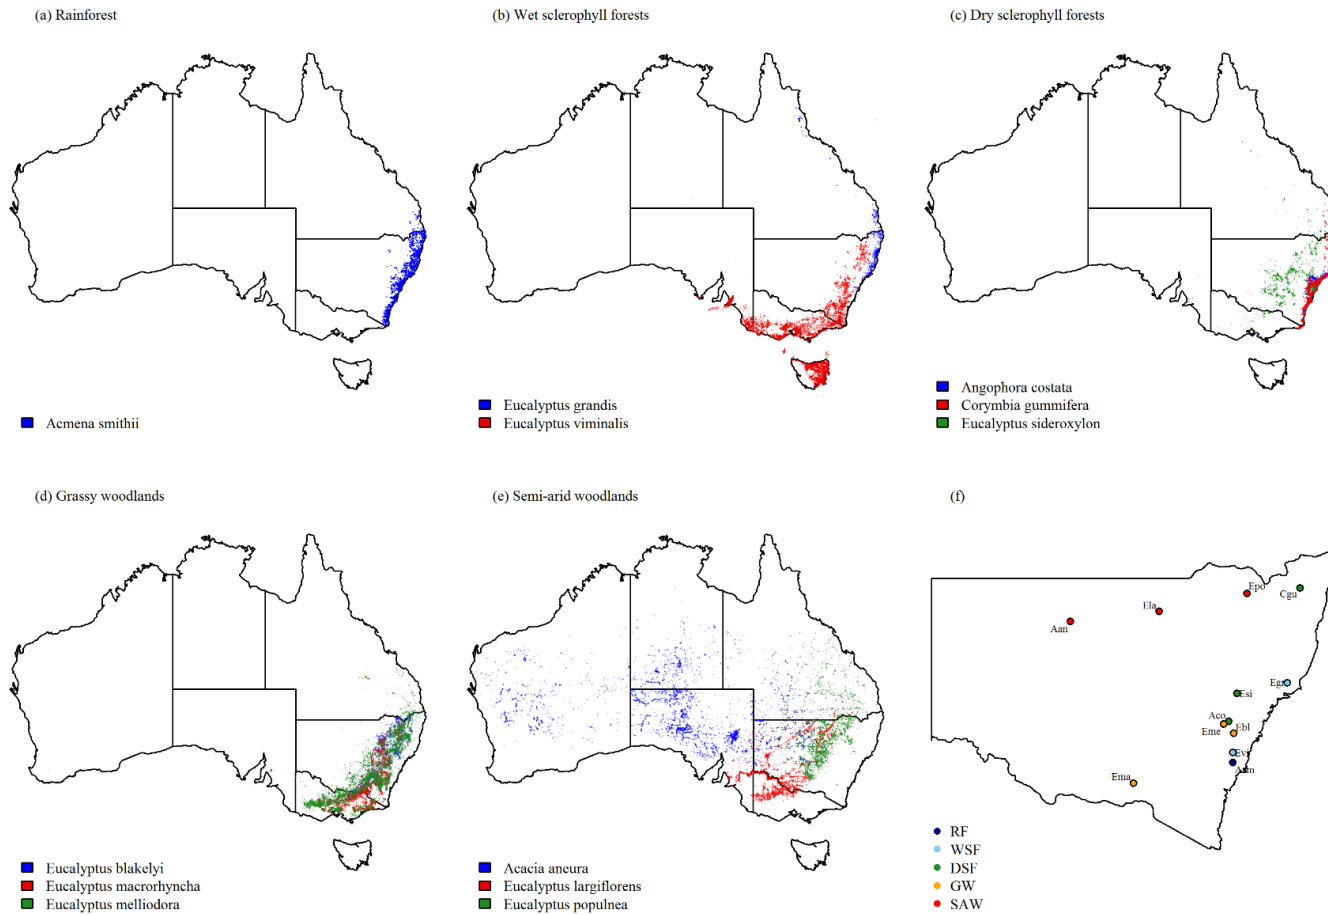 (a) Rainforest
(b) Wet sclerophyll forests
(c) Dry sclerophyll forests
Acmena smithii
Eucalyptus grandis
Eucalyptus viminalis
Angophora costata
Corymbia gummifera
Eucalyptus sideroxylon
(d) Grassy woodlands
(e) Semi-arid woodlands
(f)
Eucalyptus blakelyi
Eucalyptus macrorhyncha
Eucalyptus melliodora
Acacia aneura
Eucalyptus largiflorens
Eucalyptus populnea
Epo
Cgu
Ela
Aan
Egr
Esi
Aco
Eme
Ebl
Evi
Asm
Ema
RF
WSF
DSF
GW
SAW